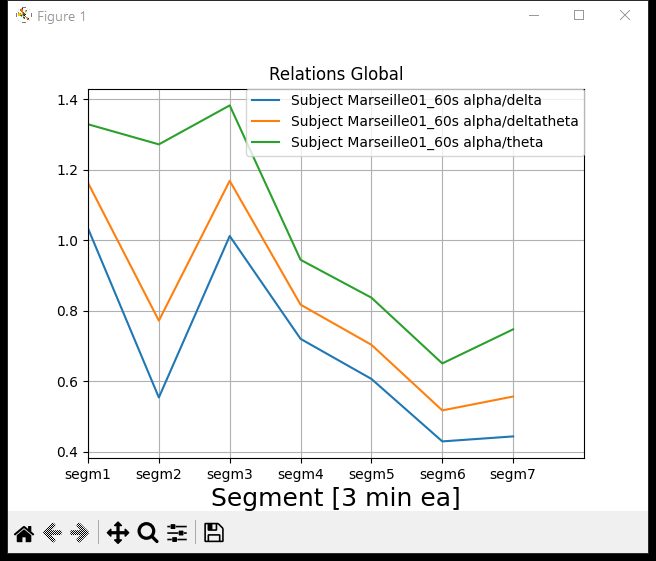 Figure 1
Relations Global
Subject Marseille01_60s alpha/delta
Subject Marseille01_60s alpha/deltatheta
Subject Marseille01_60s alpha/theta
1.4
1.2
1.0
0.8
0.6
0.4
segm1 segm2 segm3 segm4 segm5 segm6 segm7
Segment [3 min ea]